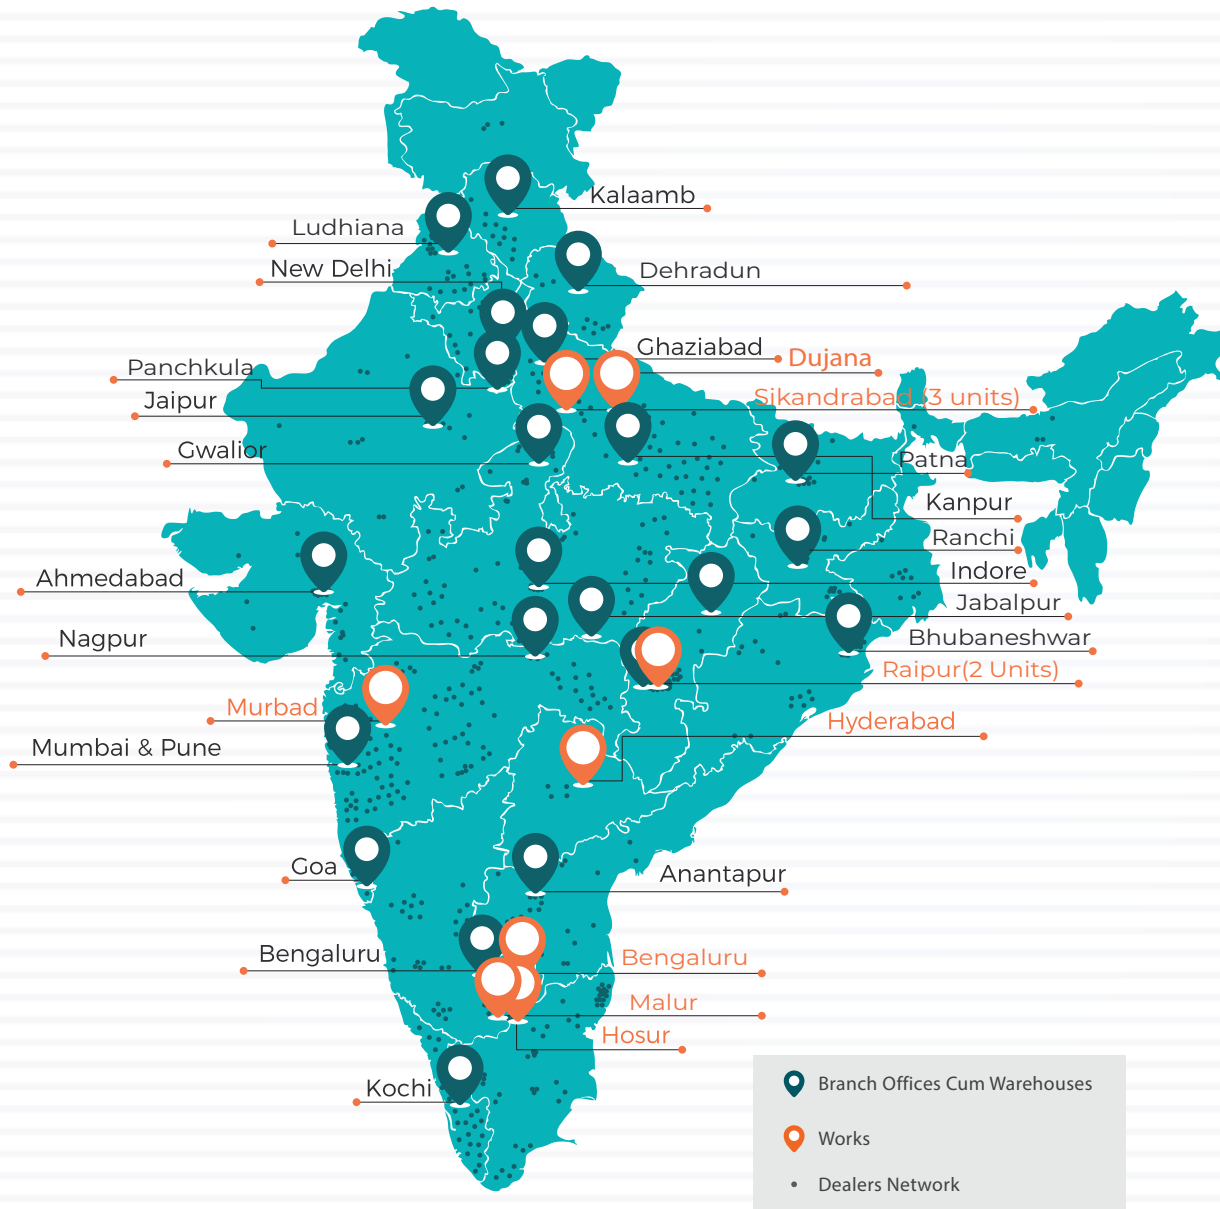 Kalaamb
Ludhiana
New Delhi
Dehradun
Ghaziabad
Dujana
Panchkula
Jaipur
Sikandrabad (3 units)
Gwalior
Patna
Kanpur
Ranchi
Indore
Ahmedabad
Jabalpur
Nagpur
Bhubaneshwar
Raipur(2 Units)
Murbad
Hyderabad
Mumbai & Pune
Goa
Anantapur
Bengaluru
Bengaluru
Malur
Hosur
Kochi
Branch Offices Cum Warehouses
Works
Dealers Network